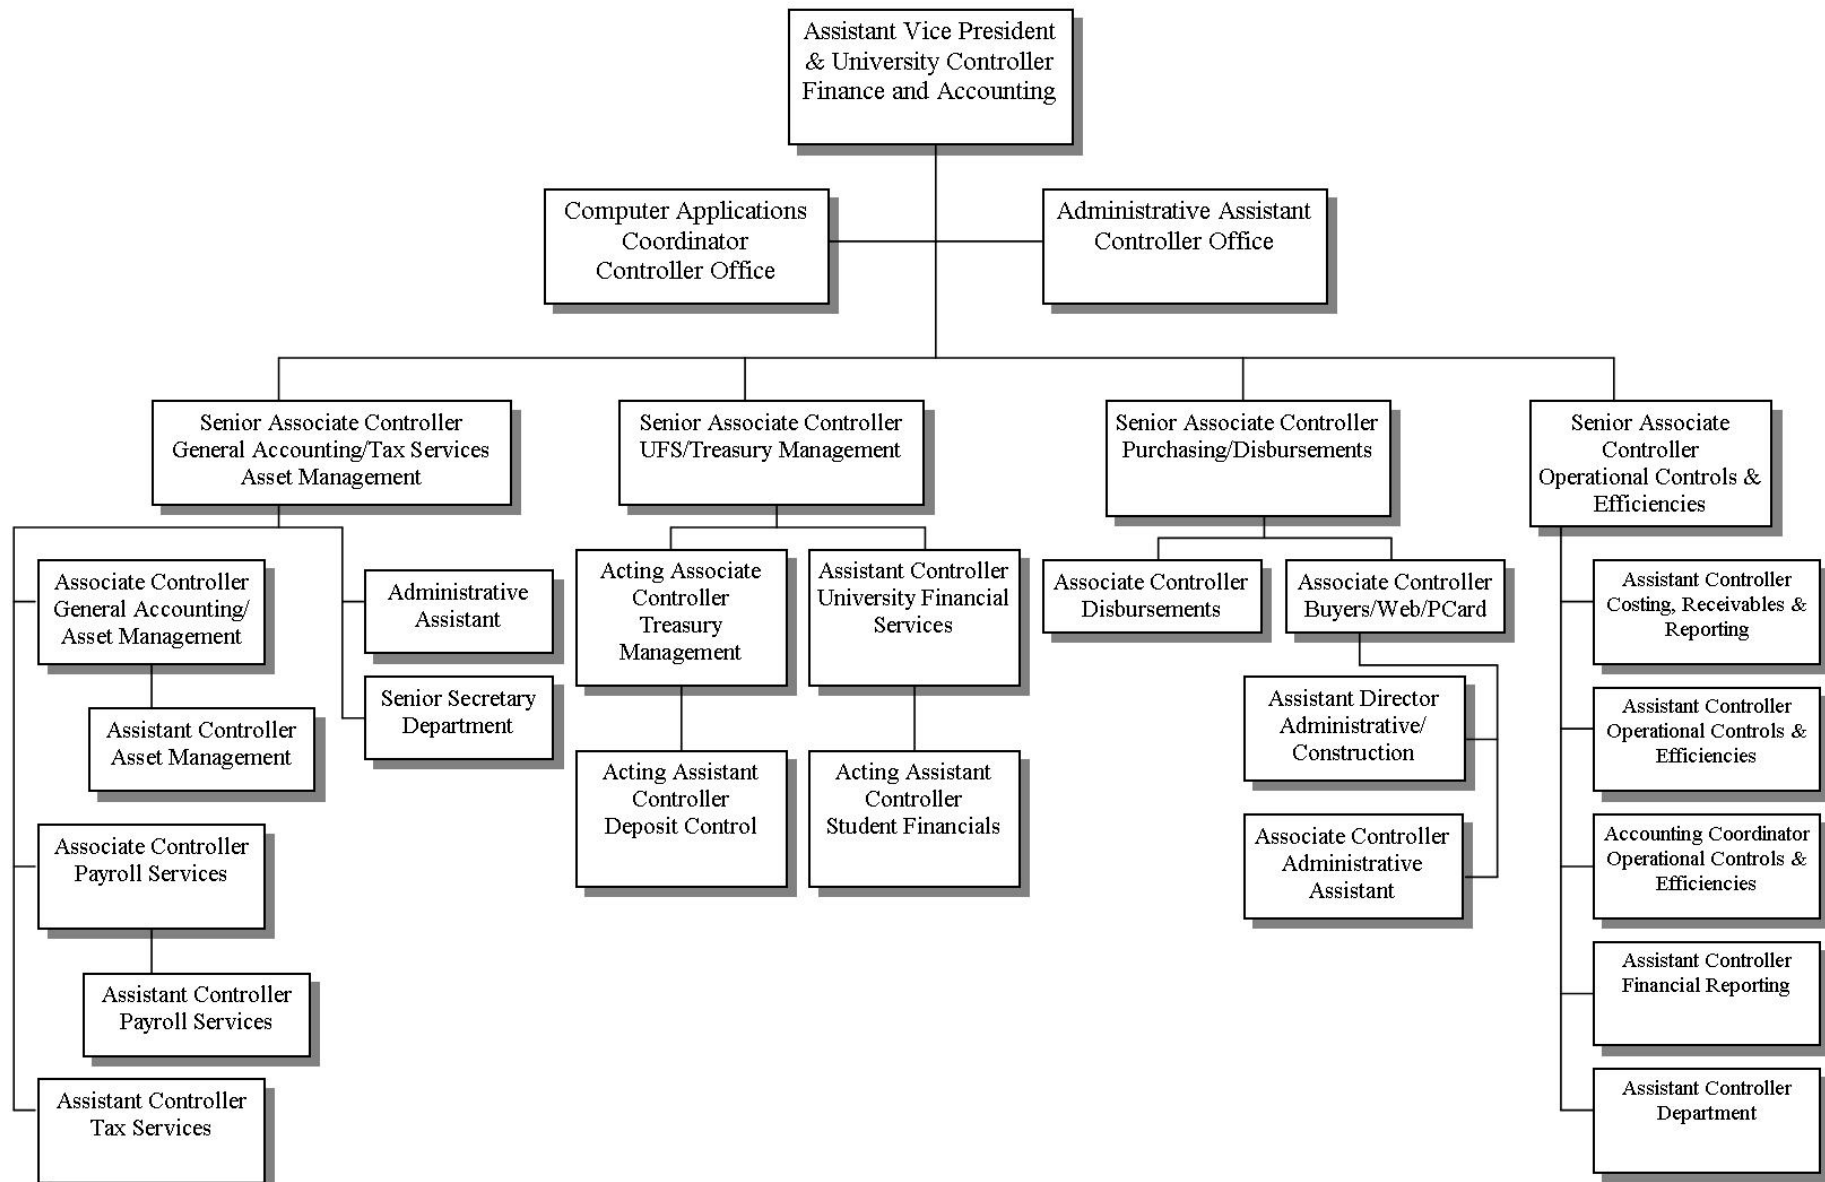 Assistant Vice President
& University Controller
Finance and Accounting
Computer Applications
Coordinator
Controller Office
Administrative Assistant
Controller Office
Senior Associate Controller
General Accounting/Tax Services
Asset Management
Senior Associate Controller
UFS/Treasury Management
Senior Associate Controller
Purchasing/Disbursements
Senior Associate
Controller
Operational Controls &
Efficiencies
Associate Controller
General Accounting/
Asset Management
Administrative
Assistant
Senior Secretary
Department
Assistant Controller
Asset Management
Associate Controller
Payroll Services
Assistant Controller
Payroll Services
Assistant Controller
Tax Services
Acting Associate
Controller
Treasury
Management
Assistant Controller
University Financial
Services
Acting Assistant
Controller
Deposit Control
Acting Assistant
Controller
Student Financials
Associate Controller
Disbursements
Associate Controller
Buyers/Web/PCard
Assistant Director
Administrative/
Construction
Associate Controller
Administrative
Assistant
Assistant Controller
Costing, Receivables &
Reporting
Assistant Controller
Operational Controls &
Efficiencies
Accounting Coordinator
Operational Controls &
Efficiencies
Assistant Controller
Financial Reporting
Assistant Controller
Department